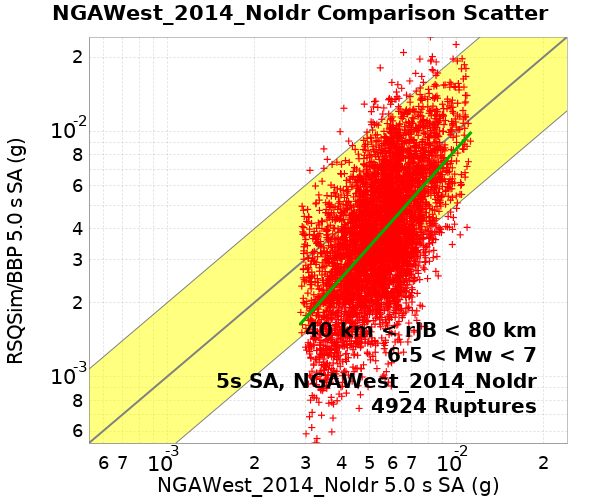 NGAWest_2014_NoIdr Comparison Scatter
RSQSim/BBP 5.0 s SA (g)
2
10-2
8
6
4
3
2
10-3
8
6
40 km < rJB < 80 km
6.5 < Mw < 7
5s SA, NGAWest_2014_NoIdr
4924 Ruptures
6 7 10-3 2 3 4 5 6 7 10-2 2
NGAWest_2014_NoIdr 5.0 s SA (g)